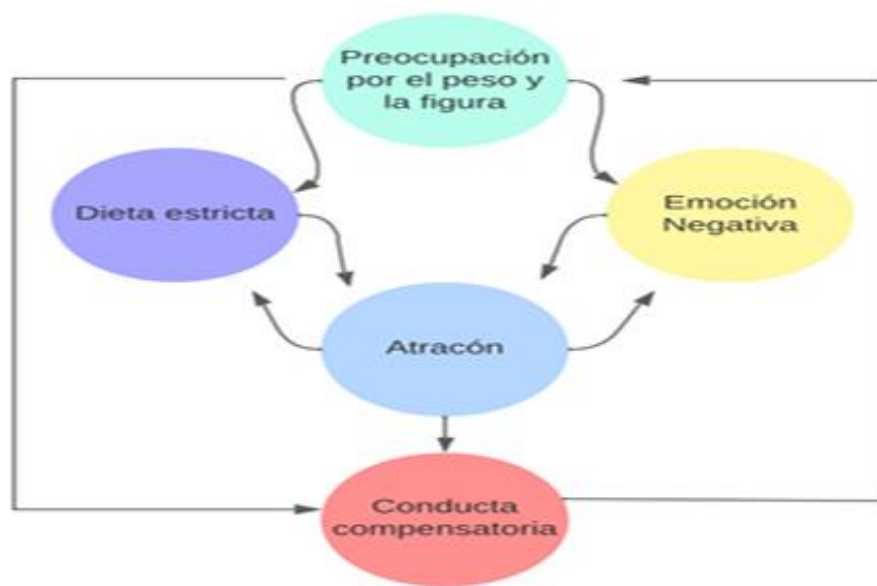 Preocupación
por el peso y
la figura
Dieta estricta
Emoción
Negativa
Atracón
Conducta
compensatoria